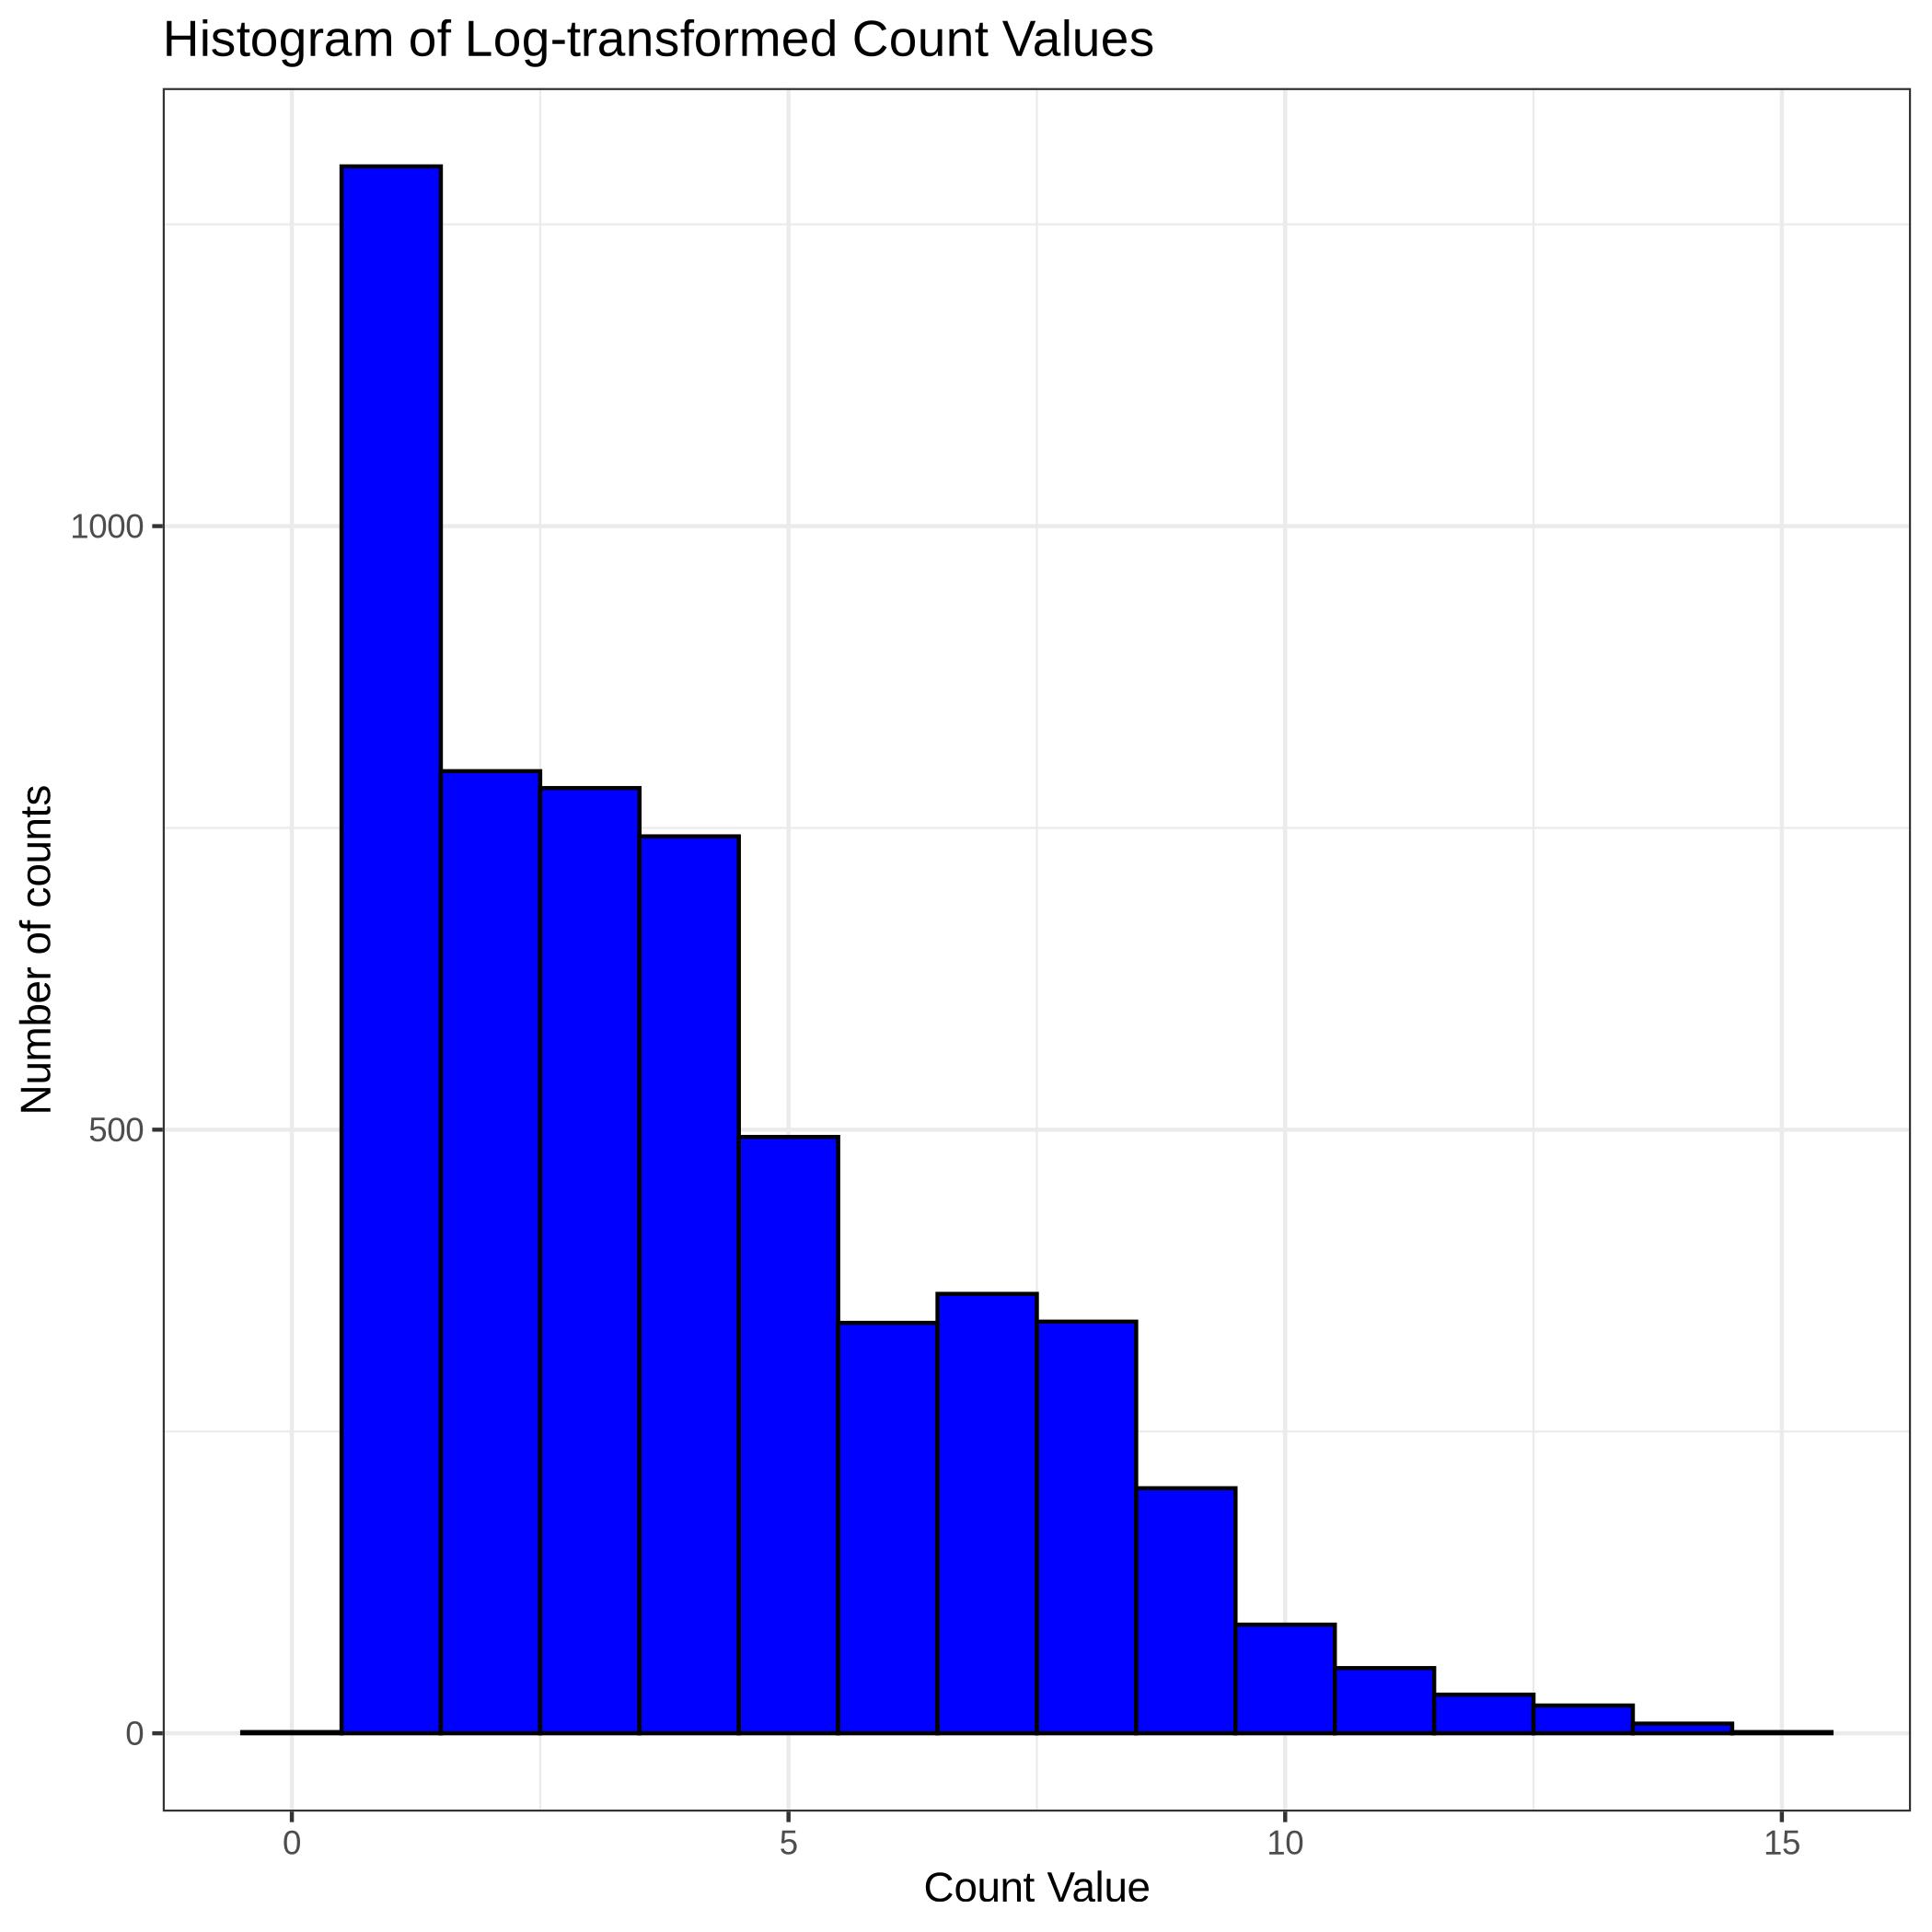 Histogram of Log-transformed Count Values
Number of counts
1000
500
0
0 5 10 15
Count Value